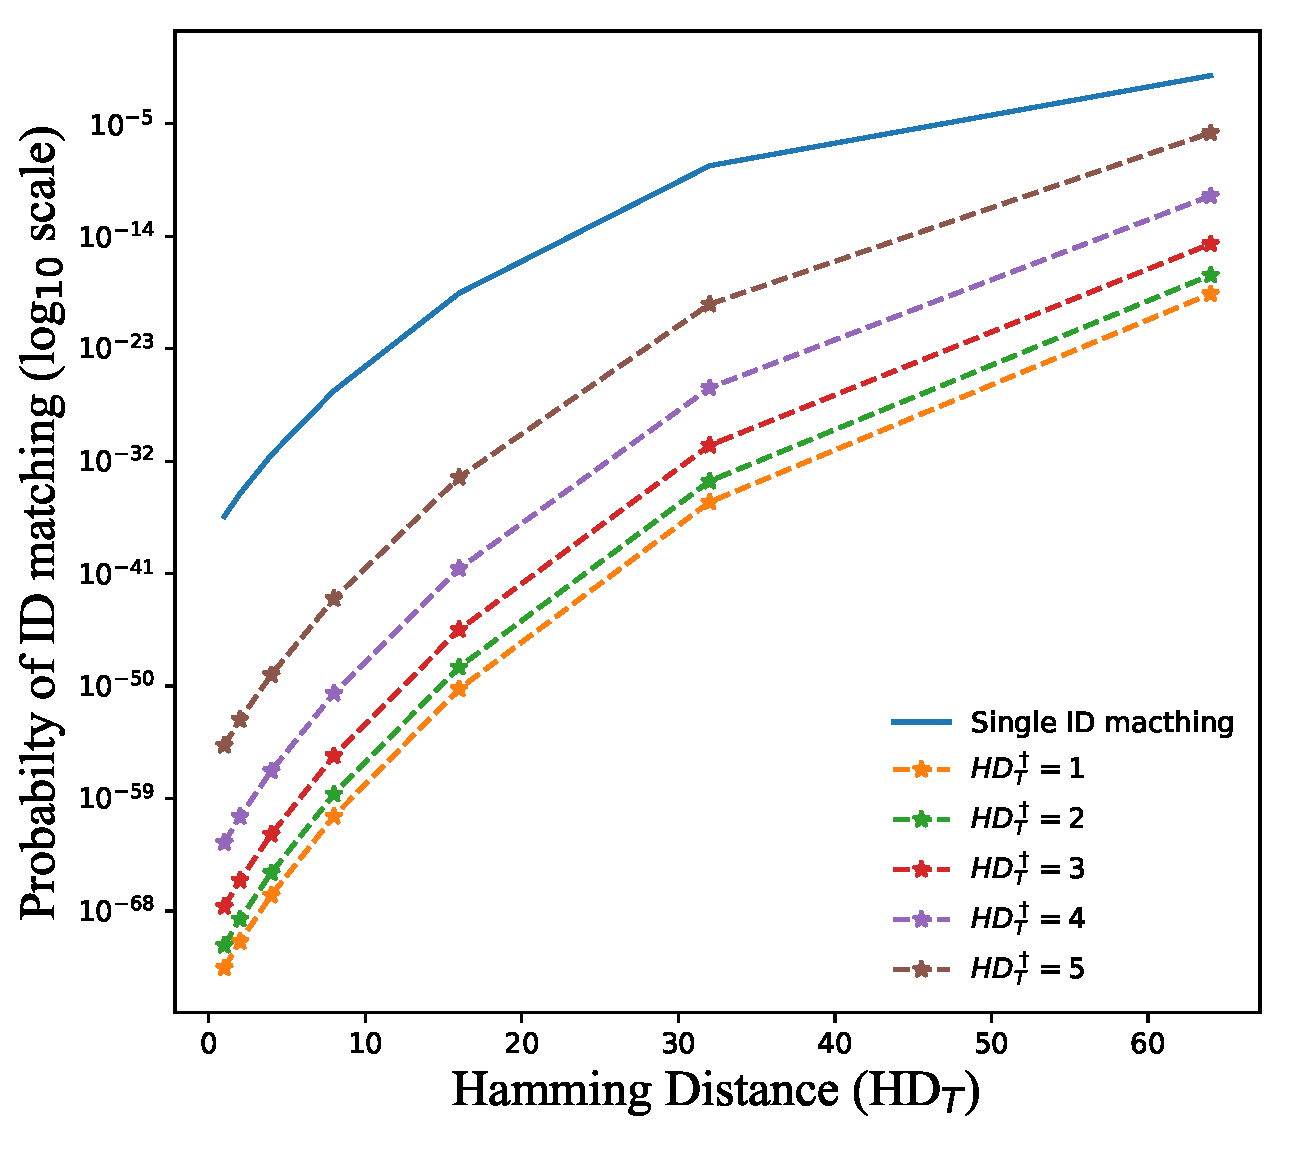 Probabilty of ID matching (log₁₀ scale)
10⁻⁵
10⁻¹⁴
10⁻²³
10⁻³²
10⁻⁴¹
10⁻⁵⁰
10⁻⁵⁹
10⁻⁶⁸
Single ID macthing
HD_T^† = 1
HD_T^† = 2
HD_T^† = 3
HD_T^† = 4
HD_T^† = 5
0 10 20 30 40 50 60
Hamming Distance (HD_T)